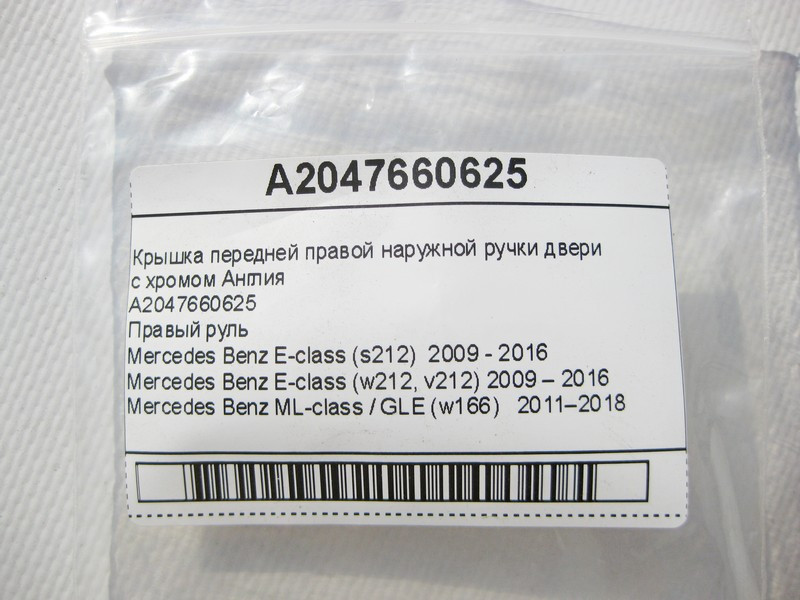 A2047660625
Крышка передней правой наружной ручки двери
с хромом Англия
A2047660625
Правый руль
Mercedes Benz E-class (s212) 2009 - 2016
Mercedes Benz E-class (w212, v212) 2009 – 2016
Mercedes Benz ML-class / GLE (w166) 2011–2018